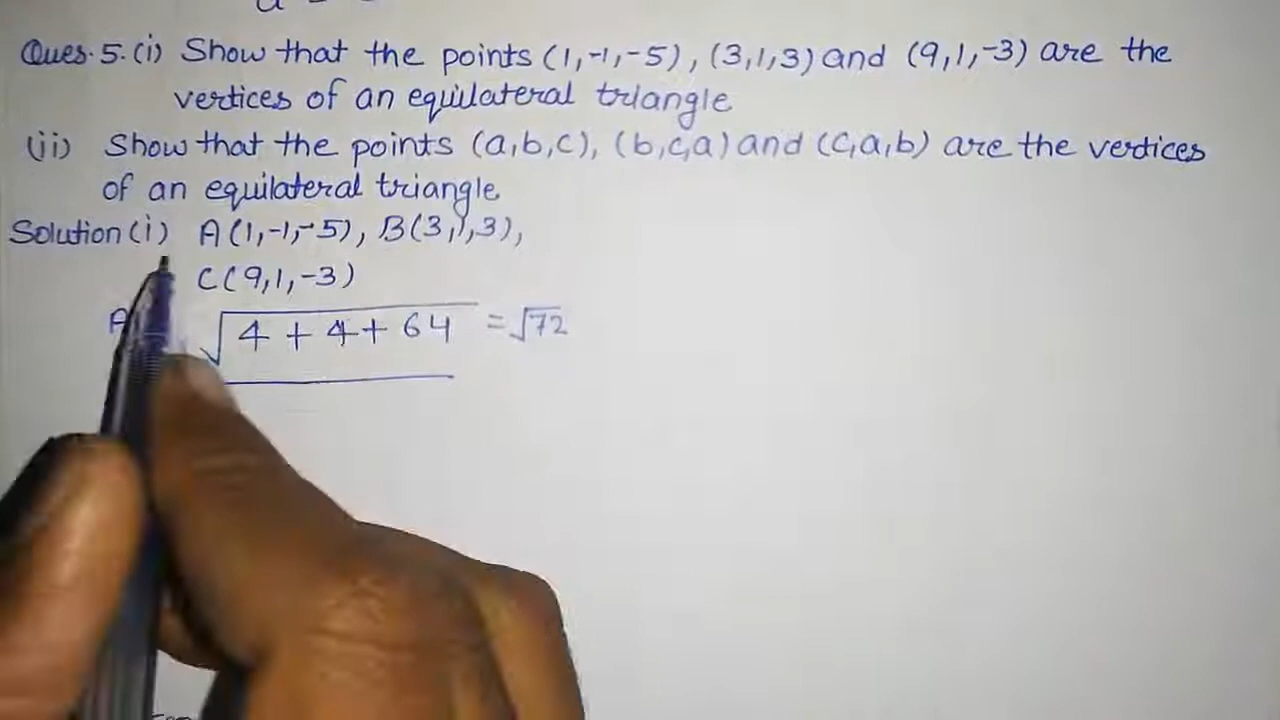 Ques. 5. (i) Show that the points (1,-1,-5), (3,1,3) and (9,1,-3) are the
vertices of an equilateral triangle
(ii) Show that the points (a,b,c), (b,c,a) and (c,a,b) are the vertices
of an equilateral triangle
Solution (i) A(1,-1,-5), B(3,1,3),
C(9,1,-3)
A √4 + 4 + 64 = √72